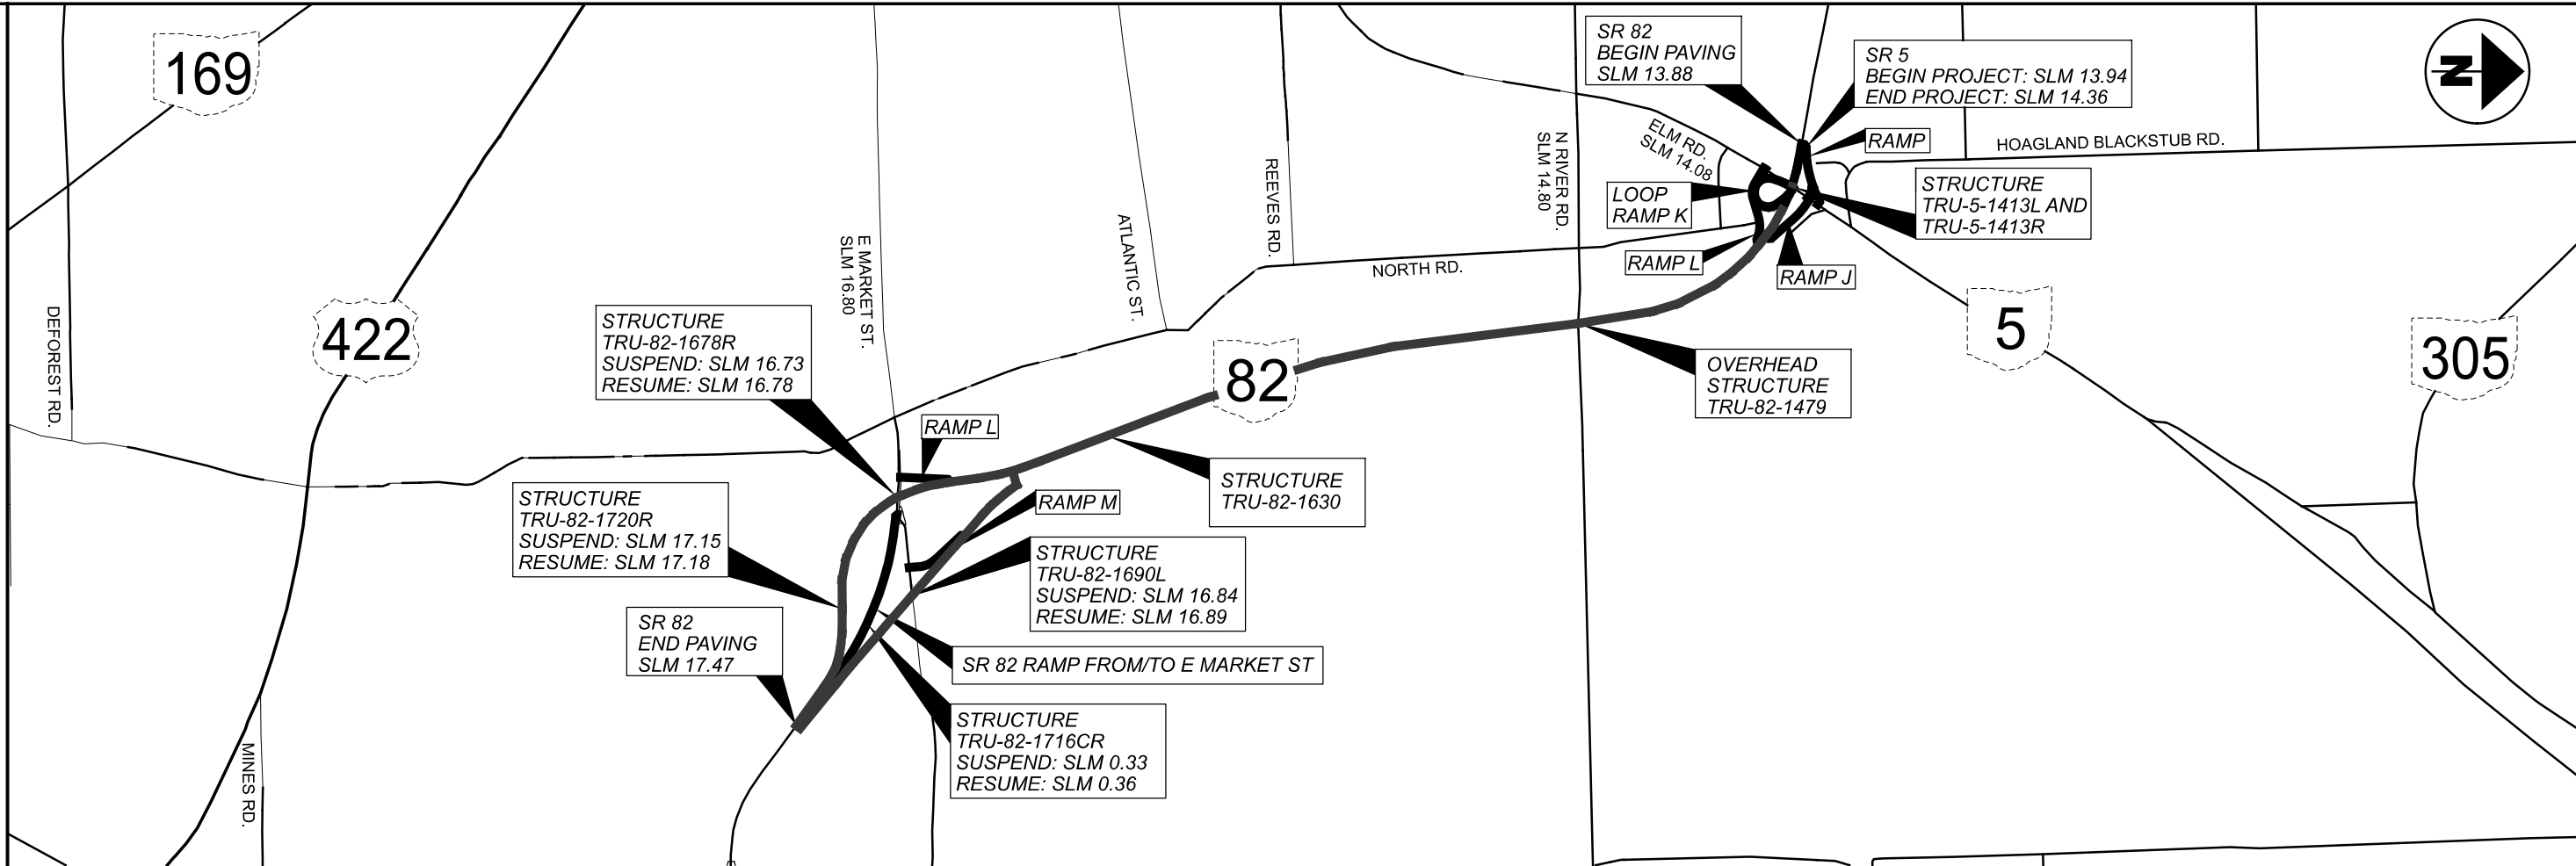 169
SR 82
BEGIN PAVING
SLM 13.88
SR 5
BEGIN PROJECT: SLM 13.94
END PROJECT: SLM 14.36
N
RAMP
HOAGLAND BLACKSTUB RD.
ELM RD.
SLM 14.08
N RIVER RD.
SLM 14.80
REEVES RD.
LOOP
RAMP K
STRUCTURE
TRU-5-1413L AND
TRU-5-1413R
ATLANTIC ST.
E MARKET ST.
SLM 16.80
NORTH RD.
RAMP L
RAMP J
DEFOREST RD.
422
STRUCTURE
TRU-82-1678R
SUSPEND: SLM 16.73
RESUME: SLM 16.78
82
5
305
OVERHEAD
STRUCTURE
TRU-82-1479
RAMP L
STRUCTURE
TRU-82-1630
STRUCTURE
TRU-82-1720R
SUSPEND: SLM 17.15
RESUME: SLM 17.18
RAMP M
STRUCTURE
TRU-82-1690L
SUSPEND: SLM 16.84
RESUME: SLM 16.89
SR 82
END PAVING
SLM 17.47
SR 82 RAMP FROM/TO E MARKET ST
STRUCTURE
TRU-82-1716CR
SUSPEND: SLM 0.33
RESUME: SLM 0.36
MINES RD.